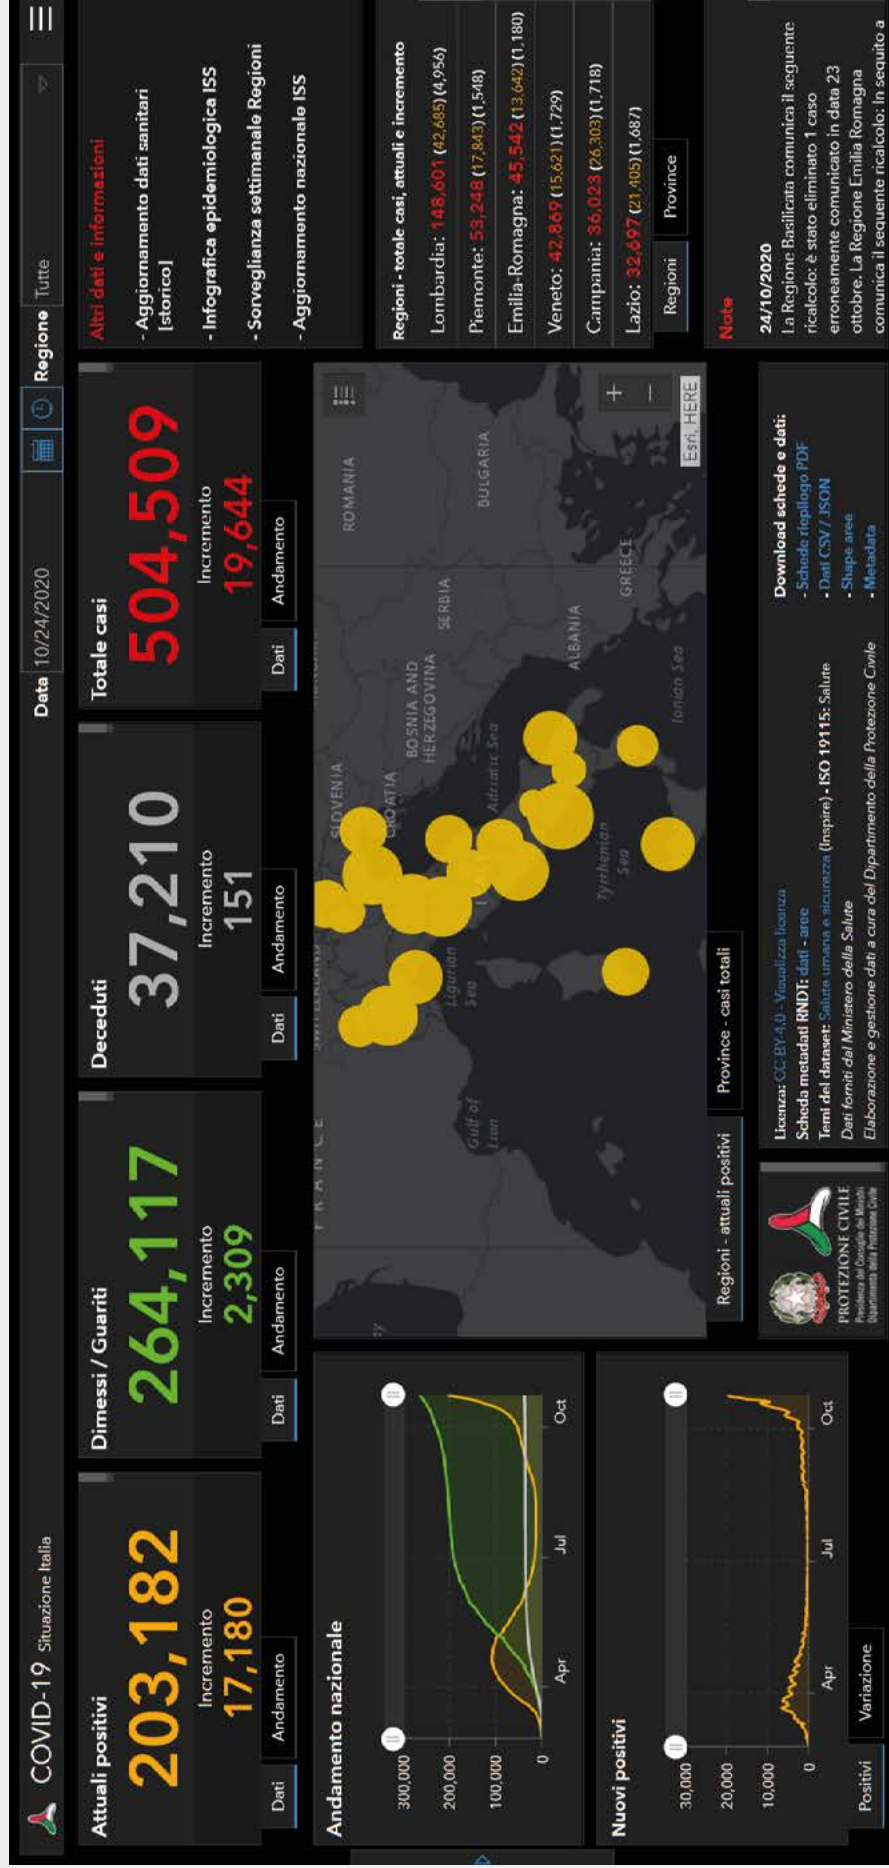 COVID-19 Situazione Italia
Data 10/24/2020
Regione Tutte
Attuali positivi
203,182
Incremento
17,180
Dati Andamento
Dimessi / Guariti
264,117
Incremento
2,309
Dati Andamento
Deceduti
37,210
Incremento
151
Dati Andamento
Totale casi
504,509
Incremento
19,644
Dati Andamento
Altri dati e informazioni
- Aggiornamento dati sanitari
[storico]
- Infografica epidemiologica ISS
- Sorveglianza settimanale Regioni
- Aggiornamento nazionale ISS
Andamento nazionale
300,000
200,000
100,000
0
Apr Jul Oct
Nuovi positivi
30,000
20,000
10,000
0
Apr Jul Oct
Positivi Variazione
ROMANIA
SLOVENIA
CROATIA
BOSNIA AND
HERZEGOVINA
SERBIA
BULGARIA
FRANCE
Gulf of
Lion
Ligurian
Sea
Adriatic Sea
ALBANIA
GREECE
Tyrrhenian
Sea
Ionian Sea
+
−
Esri, HERE
Regioni - attuali positivi Province - casi totali
Regioni - totale casi, attuali e incremento
Lombardia: 148,601 (42,685) (4,956)
Piemonte: 53,248 (17,843) (1,548)
Emilia-Romagna: 45,542 (13,642) (1,180)
Veneto: 42,869 (15,621) (1,729)
Campania: 36,023 (26,303) (1,718)
Lazio: 32,697 (21,405) (1,687)
Regioni Province
PROTEZIONE CIVILE
Presidenza del Consiglio dei Ministri
Dipartimento della Protezione Civile
Licenza: CC-BY-4.0 - Visualizza licenza
Scheda metadati RNDT: dati - aree
Temi del dataset: Salute umana e sicurezza (Inspire) - ISO 19115: Salute
Dati forniti dal Ministero della Salute
Elaborazione e gestione dati a cura del Dipartimento della Protezione Civile
Download schede e dati:
- Schede riepilogo PDF
- Dati CSV / JSON
- Shape aree
- Metadata
Note
24/10/2020
La Regione Basilicata comunica il seguente
ricalcolo: è stato eliminato 1 caso
erroneamente comunicato in data 23
ottobre. La Regione Emilia Romagna
comunica il seguente ricalcolo: In seguito a